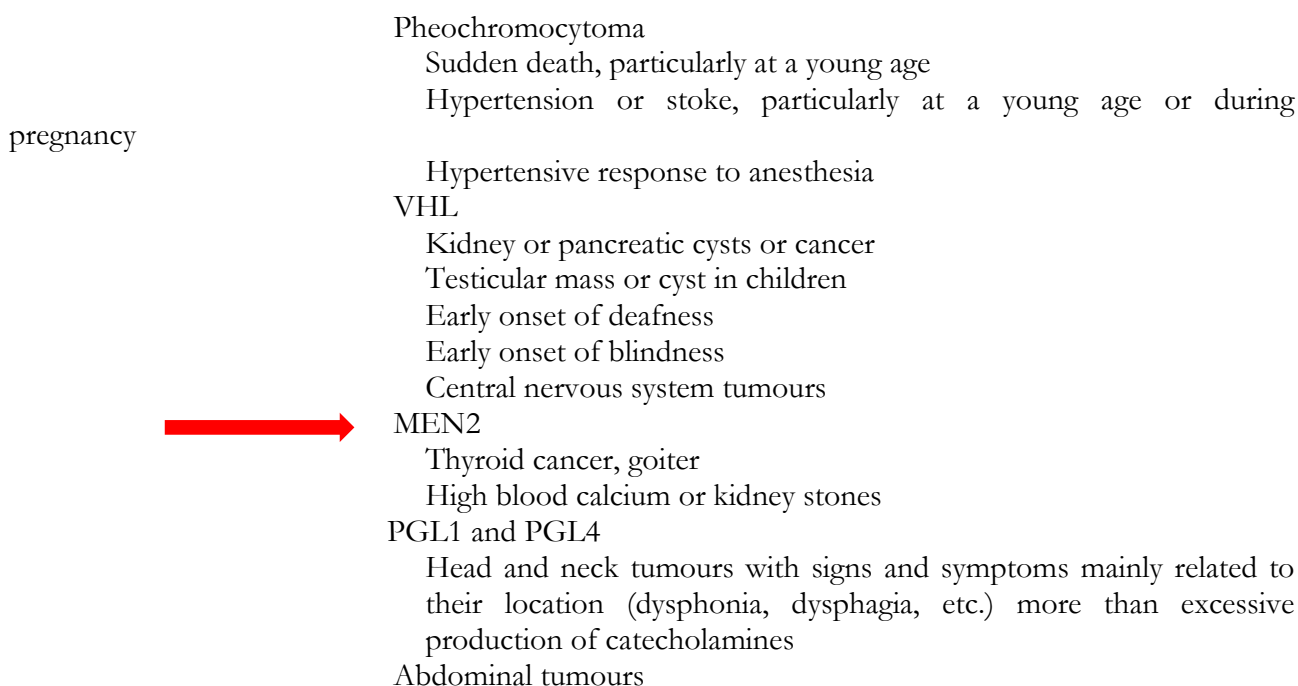 Pheochromocytoma
Sudden death, particularly at a young age
Hypertension or stoke, particularly at a young age or during
pregnancy
Hypertensive response to anesthesia
VHL
Kidney or pancreatic cysts or cancer
Testicular mass or cyst in children
Early onset of deafness
Early onset of blindness
Central nervous system tumours
MEN2
Thyroid cancer, goiter
High blood calcium or kidney stones
PGL1 and PGL4
Head and neck tumours with signs and symptoms mainly related to
their location (dysphonia, dysphagia, etc.) more than excessive
production of catecholamines
Abdominal tumours